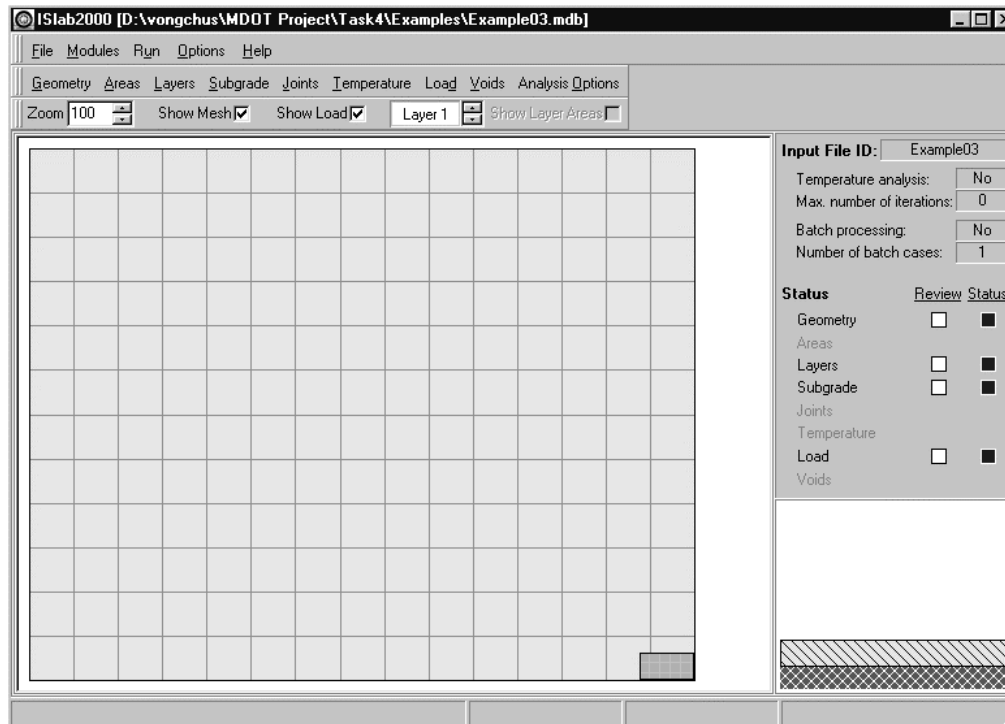 ISlab2000 [D:\vongchus\MDOT Project\Task4\Examples\Example03.mdb]
File Modules Run Options Help
Geometry Areas Layers Subgrade Joints Temperature Load Voids Analysis Options
Zoom 100 Show Mesh Show Load Layer 1 Show Layer Areas
Input File ID: Example03
Temperature analysis: No
Max. number of iterations: 0
Batch processing: No
Number of batch cases: 1
Status Review Status
Geometry
Areas
Layers
Subgrade
Joints
Temperature
Load
Voids